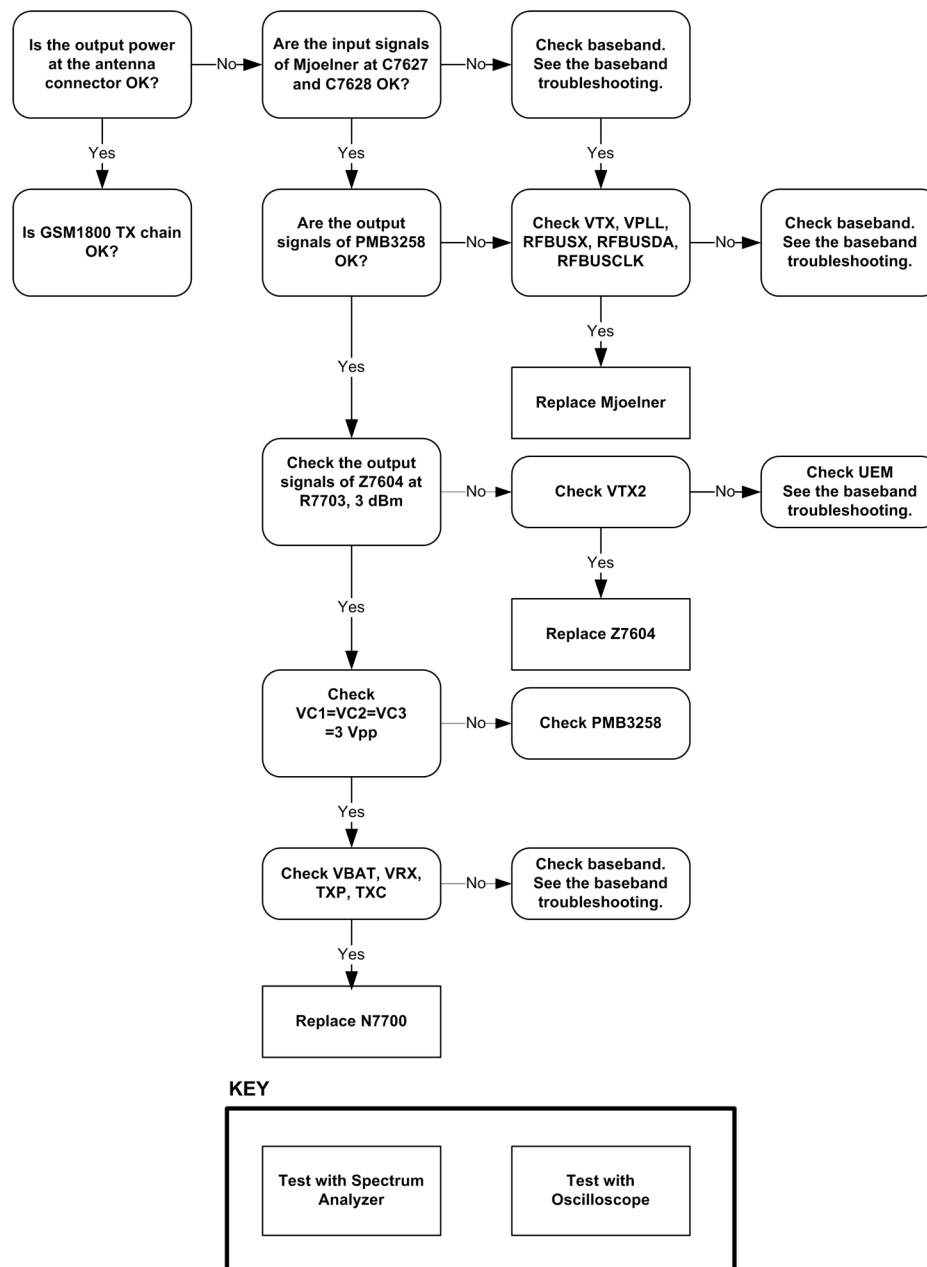 Is the output power
at the antenna
connector OK?
No
Are the input signals
of Mjoelner at C7627
and C7628 OK?
No
Check baseband.
See the baseband
troubleshooting.
Yes
Yes
Yes
Is GSM1800 TX chain
OK?
Are the output
signals of PMB3258
OK?
No
Check VTX, VPLL,
RFBUSX, RFBUSDA,
RFBUSCLK
No
Check baseband.
See the baseband
troubleshooting.
Yes
Yes
Replace Mjoelner
Check the output
signals of Z7604 at
R7703, 3 dBm
No
Check VTX2
No
Check UEM
See the baseband
troubleshooting.
Yes
Yes
Replace Z7604
Check
VC1=VC2=VC3
=3 Vpp
No
Check PMB3258
Yes
Check VBAT, VRX,
TXP, TXC
No
Check baseband.
See the baseband
troubleshooting.
Yes
Replace N7700
KEY
Test with Spectrum
Analyzer
Test with
Oscilloscope